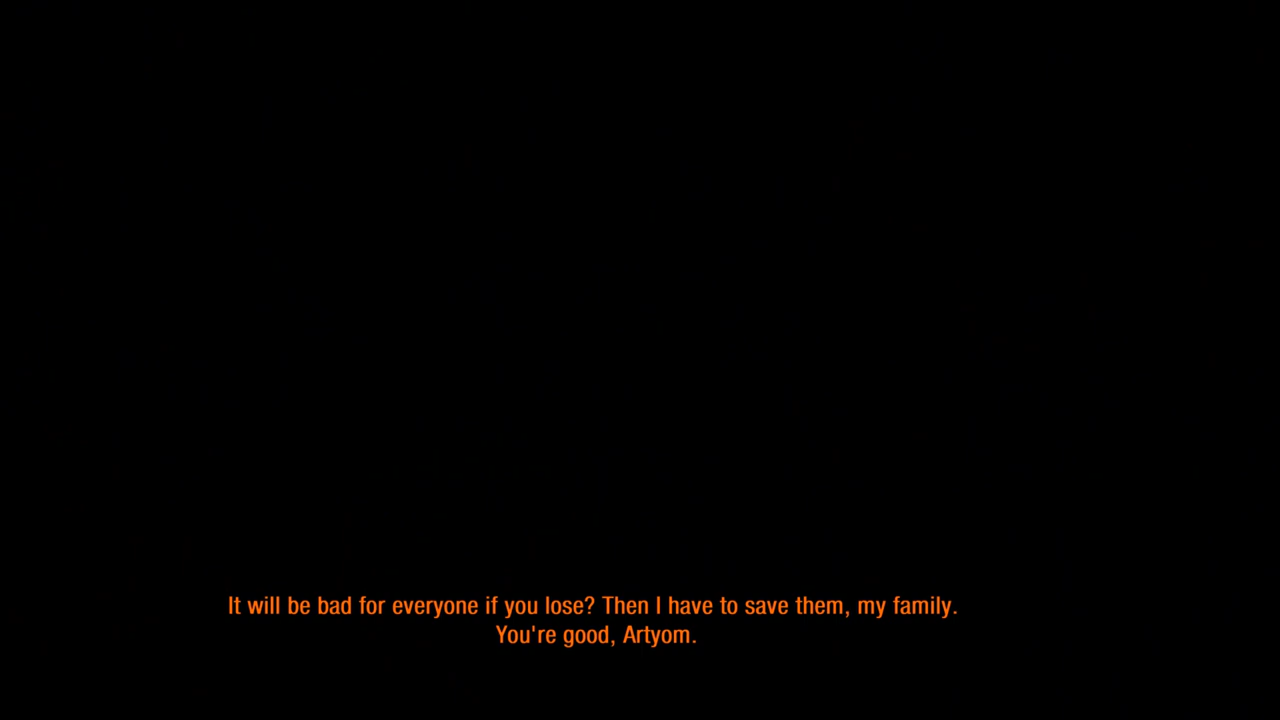 It will be bad for everyone if you lose? Then I have to save them, my family.
You're good, Artyom.